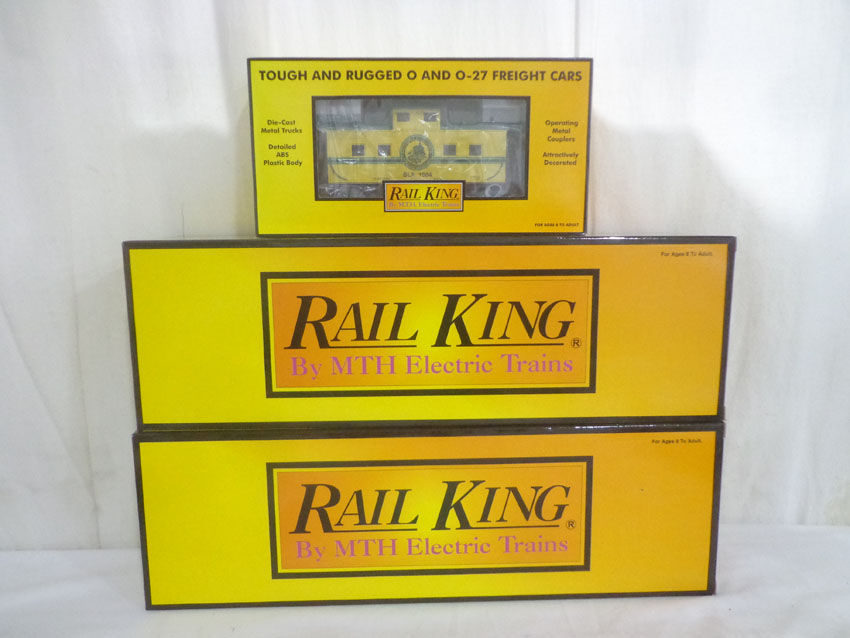 TOUGH AND RUGGED O AND O-27 FREIGHT CARS
Die-Cast
Metal Trucks
Detailed
ABS
Plastic Body
Operating
Metal
Couplers
Attractively
Decorated
RAIL KING
By MTH Electric Trains
FOR AGES 8 TO ADULT
For Ages 8 To Adult.
RAIL KING ®
By MTH Electric Trains
For Ages 8 To Adult.
RAIL KING ®
By MTH Electric Trains